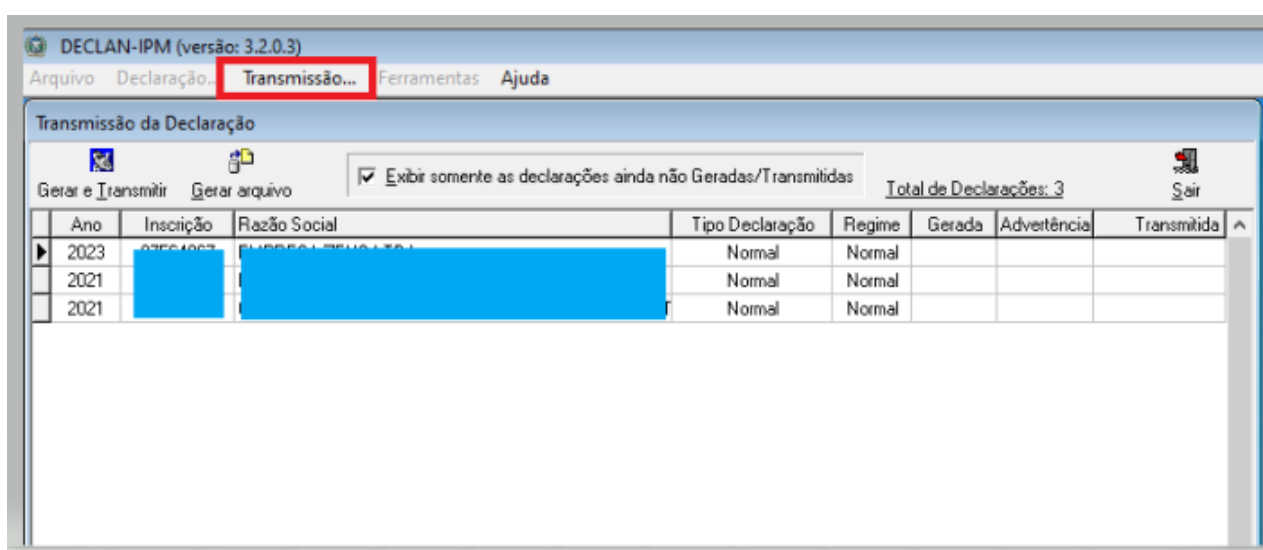 DECLAN-IPM (versão: 3.2.0.3)
Arquivo Declaração... Transmissão... Ferramentas Ajuda
Transmissão da Declaração
Gerar e Transmitir Gerar arquivo Exibir somente as declarações ainda não Geradas/Transmitidas Total de Declarações: 3 Sair
Ano Inscrição Razão Social Tipo Declaração Regime Gerada Advertência Transmitida
2023 Normal Normal
2021 Normal Normal
2021 Normal Normal